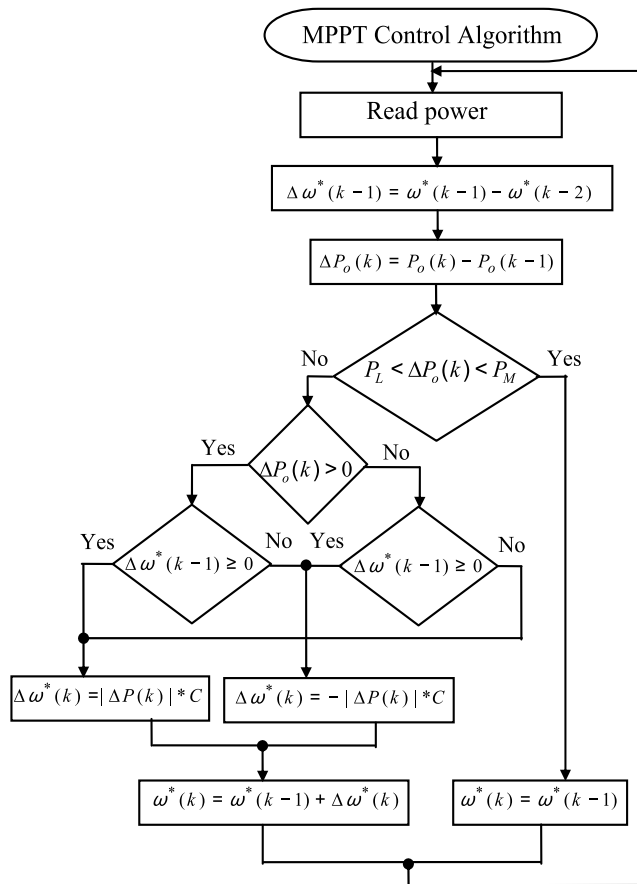 MPPT Control Algorithm
Read power
Δω*(k−1) = ω*(k−1) − ω*(k−2)
ΔP_o(k) = P_o(k) − P_o(k−1)
No
P_L < ΔP_o(k) < P_M
Yes
Yes
ΔP_o(k) > 0
No
Yes
Δω*(k−1) ≥ 0
No
Yes
Δω*(k−1) ≥ 0
No
Δω*(k) = |ΔP(k)| * C
Δω*(k) = −|ΔP(k)| * C
ω*(k) = ω*(k−1) + Δω*(k)
ω*(k) = ω*(k−1)